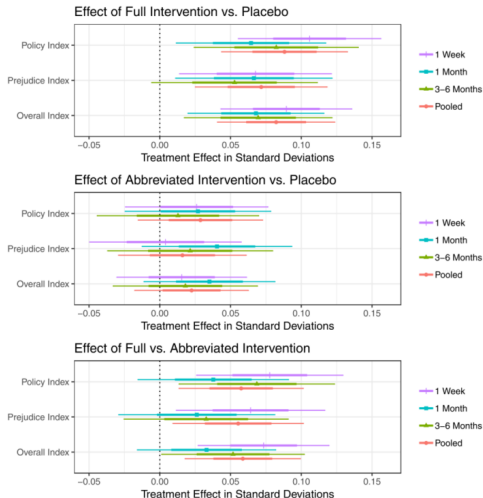 Effect of Full Intervention vs. Placebo
Policy Index
Prejudice Index
Overall Index
1 Week
1 Month
3–6 Months
Pooled
−0.05 0.00 0.05 0.10 0.15
Treatment Effect in Standard Deviations
Effect of Abbreviated Intervention vs. Placebo
Policy Index
Prejudice Index
Overall Index
1 Week
1 Month
3–6 Months
Pooled
−0.05 0.00 0.05 0.10 0.15
Treatment Effect in Standard Deviations
Effect of Full vs. Abbreviated Intervention
Policy Index
Prejudice Index
Overall Index
1 Week
1 Month
3–6 Months
Pooled
−0.05 0.00 0.05 0.10 0.15
Treatment Effect in Standard Deviations